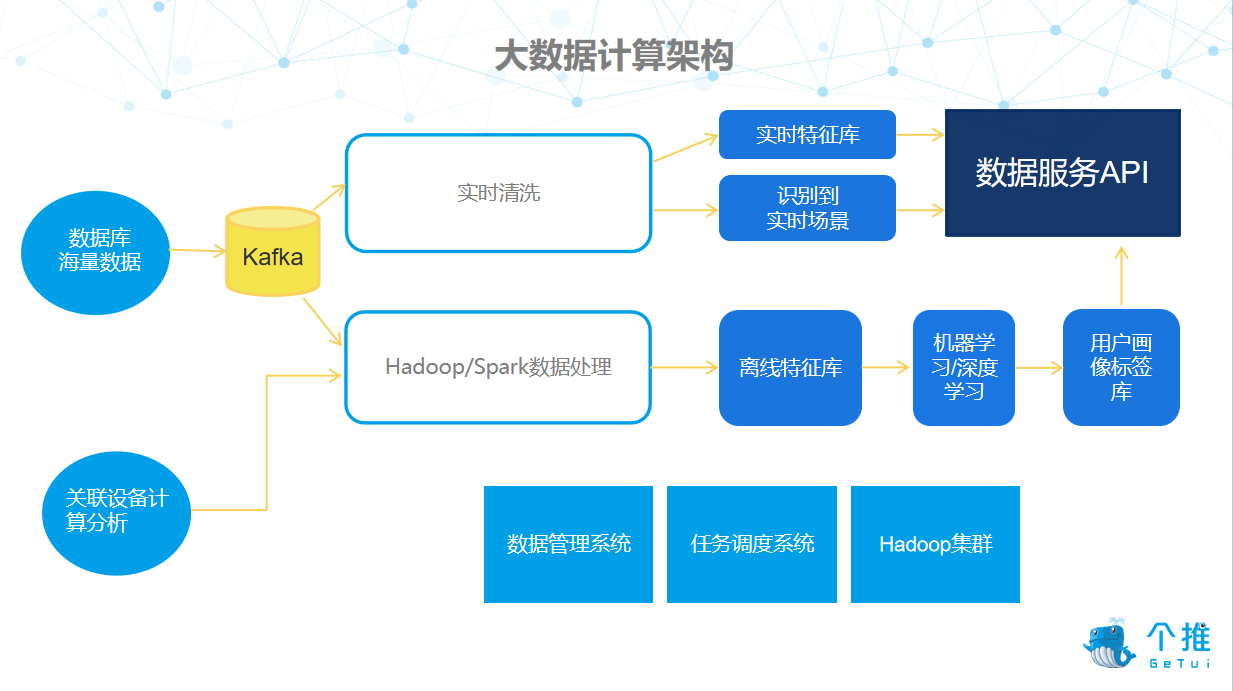 大数据计算架构
实时特征库
数据服务API
实时清洗
识别到
实时场景
数据库
海量数据
Kafka
Hadoop/Spark数据处理
离线特征库
机器学
习/深度
学习
用户画
像标签
库
关联设备计
算分析
数据管理系统
任务调度系统
Hadoop集群
个推
GeTui